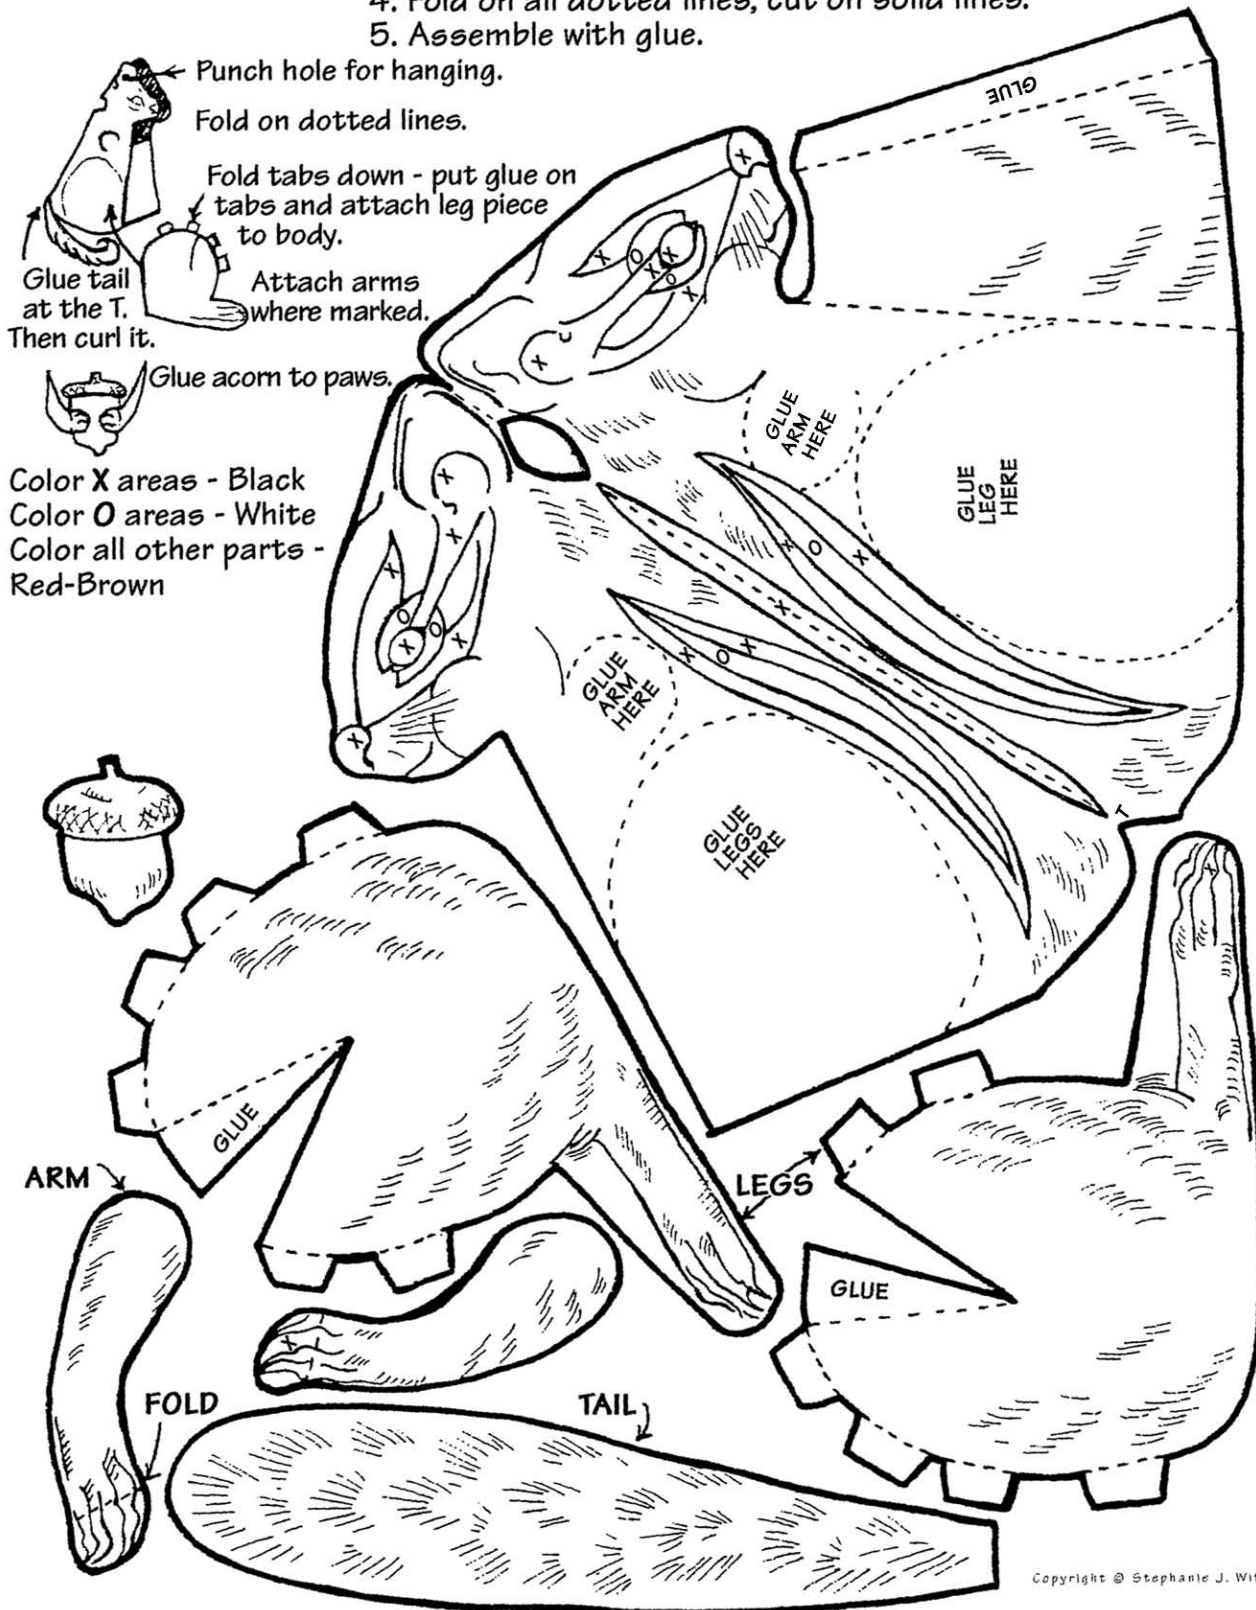 4. Fold on all dotted lines, cut on solid lines.
5. Assemble with glue.
Punch hole for hanging.
Fold on dotted lines.
Fold tabs down - put glue on
tabs and attach leg piece
to body.
Glue tail
at the T.
Then curl it.
Attach arms
where marked.
Glue acorn to paws.
Color X areas - Black
Color O areas - White
Color all other parts -
Red-Brown
GLUE
X
X
O
X
X
O
X
X
GLUE
ARM
HERE
GLUE
LEG
HERE
X
X
X
O
O
X
X
X
X
O
X
X
X
O
X
GLUE
ARM
HERE
GLUE
LEGS
HERE
T
X
GLUE
ARM
LEGS
GLUE
X
FOLD
TAIL
Copyright © Stephanie J.